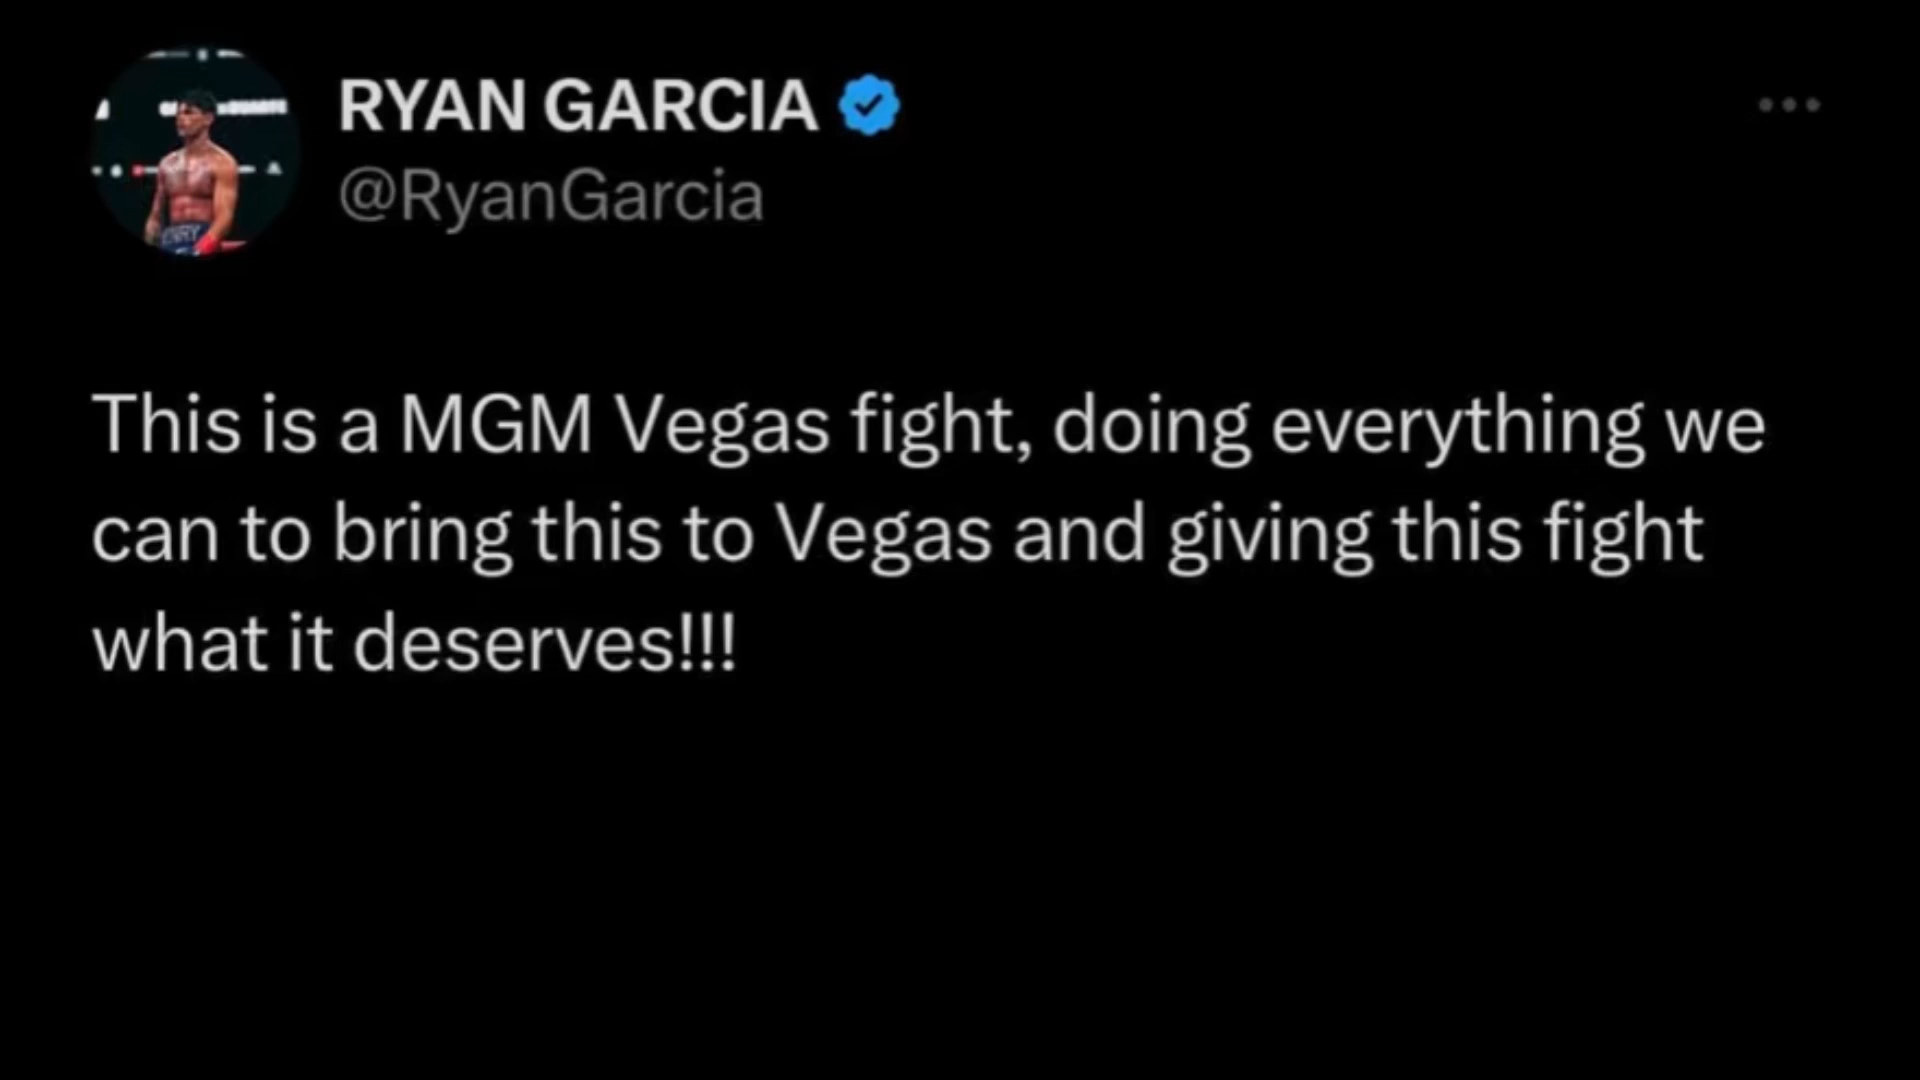 RYAN GARCIA
@RyanGarcia
This is a MGM Vegas fight, doing everything we
can to bring this to Vegas and giving this fight
what it deserves!!!